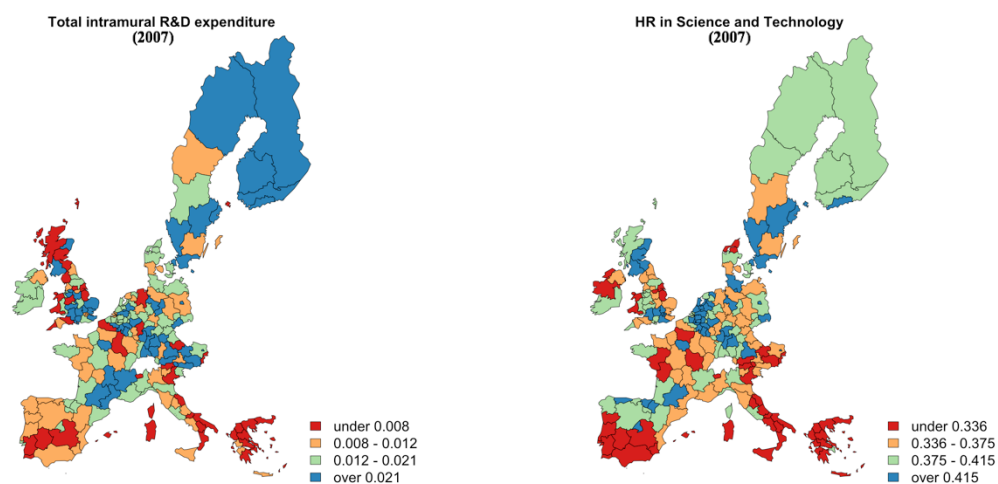 Total intramural R&D expenditure
(2007)
under 0.008
0.008 - 0.012
0.012 - 0.021
over 0.021
HR in Science and Technology
(2007)
under 0.336
0.336 - 0.375
0.375 - 0.415
over 0.415